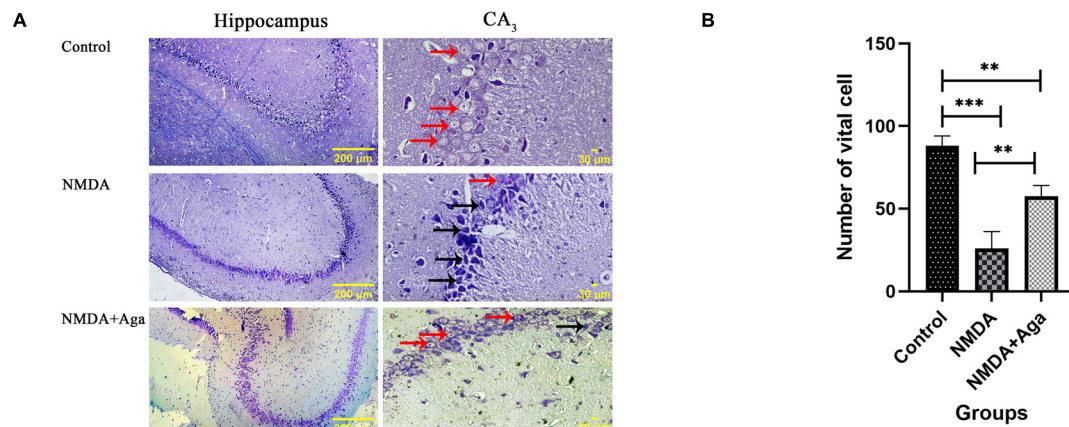 A
Hippocampus
CA3
Control
200 µm
30 µm
NMDA
200 µm
30 µm
NMDA+Aga
B
Number of vital cell
150
100
50
0
**
***
**
Control
NMDA
NMDA+Aga
Groups